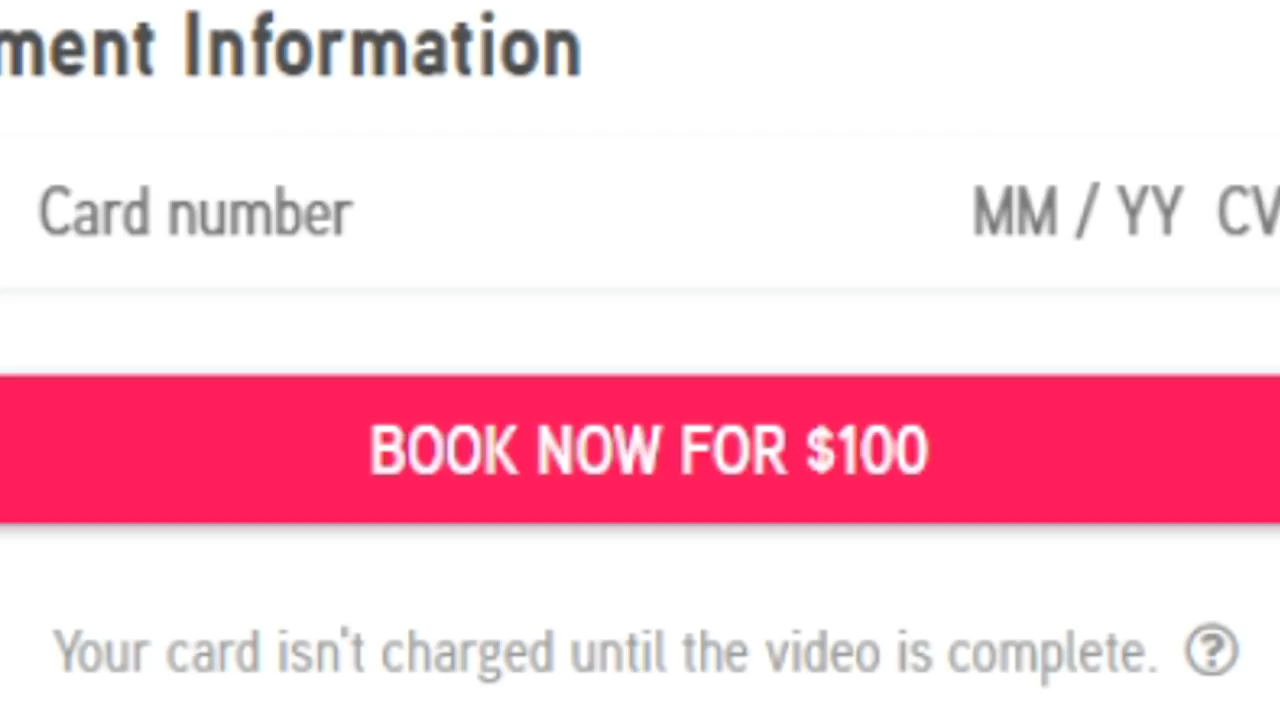 ment Information
Card number MM / YY CV
BOOK NOW FOR $100
Your card isn't charged until the video is complete. ?